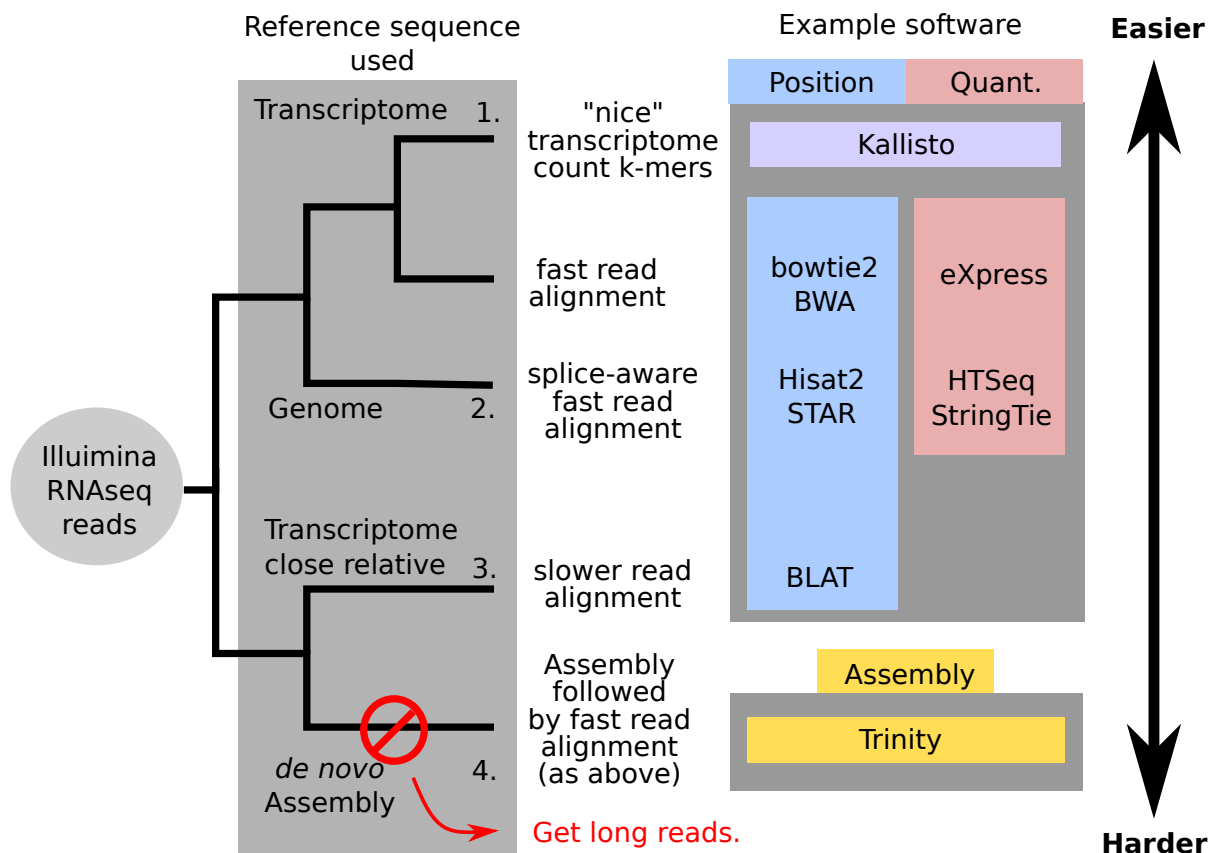 Reference sequence
used
Example software
Easier
Position
Quant.
Transcriptome
1.
"nice"
transcriptome
count k-mers
Kallisto
fast read
alignment
bowtie2
BWA
eXpress
Genome
2.
splice-aware
fast read
alignment
Hisat2
STAR
HTSeq
StringTie
Illuimina
RNAseq
reads
Transcriptome
close relative
3.
slower read
alignment
BLAT
de novo
Assembly
4.
Assembly
followed
by fast read
alignment
(as above)
Assembly
Trinity
Get long reads.
Harder